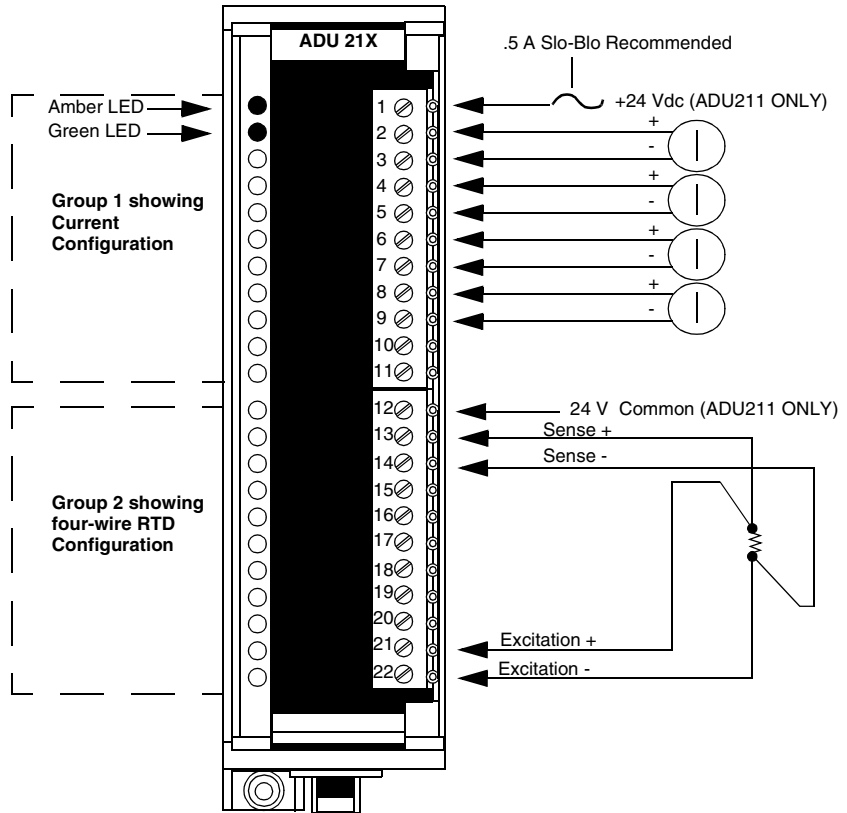 ADU 21X
.5 A Slo-Blo Recommended
Amber LED
Green LED
+24 Vdc (ADU211 ONLY)
Group 1 showing
Current
Configuration
1
2
3
4
5
6
7
8
9
10
11
+
-
+
-
+
-
+
-
Group 2 showing
four-wire RTD
Configuration
12
13
14
15
16
17
18
19
20
21
22
24 V Common (ADU211 ONLY)
Sense +
Sense -
Excitation +
Excitation -